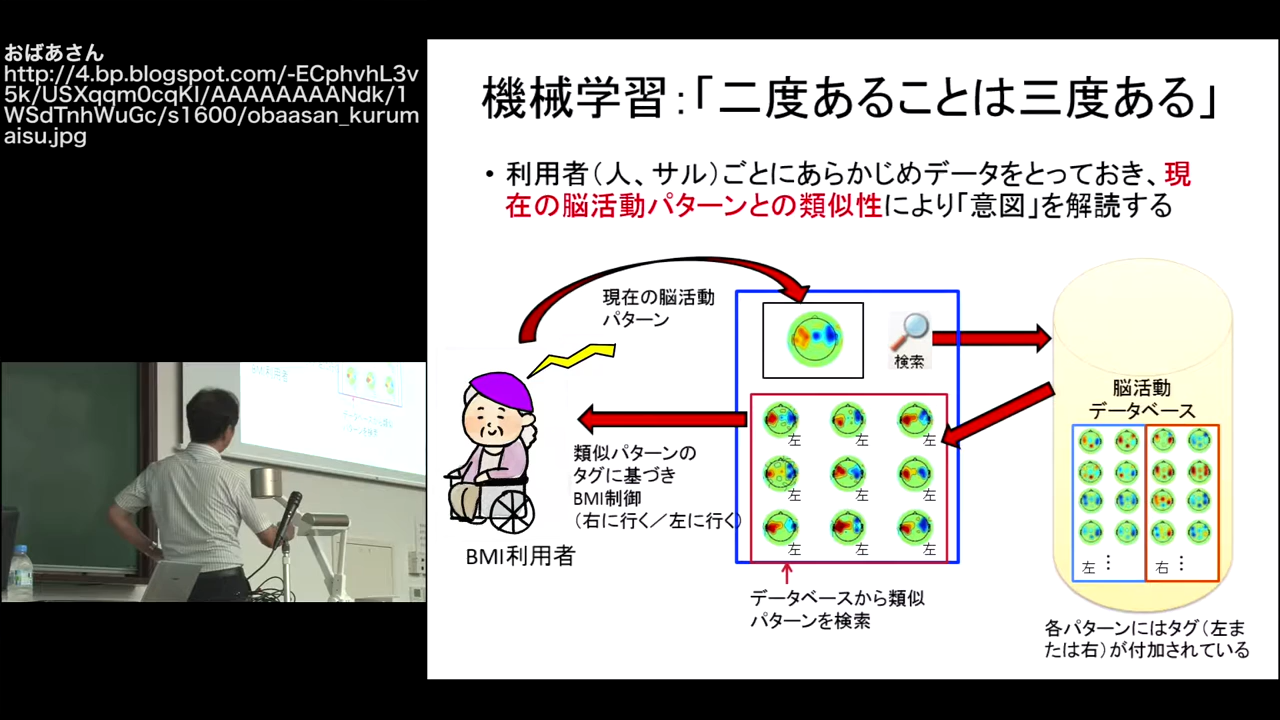 おばあさん
http://4.bp.blogspot.com/-ECphvhL3v
5k/USXqqm0cqKI/AAAAAAAANdk/1
WSdTnhWuGc/s1600/obaasan_kurum
aisu.jpg
機械学習：「二度あることは三度ある」
• 利用者（人、サル）ごとにあらかじめデータをとっておき、現
在の脳活動パターンとの類似性により「意図」を解読する
現在の脳活動
パターン
検索
脳活動
データベース
左
左
左
左
左
左
左
左
左
類似パターンの
タグに基づき
BMI制御
（右に行く／左に行く）
BMI利用者
左 ⋮
右 ⋮
データベースから類似
パターンを検索
各パターンにはタグ（左ま
たは右）が付加されている
BMI利用者